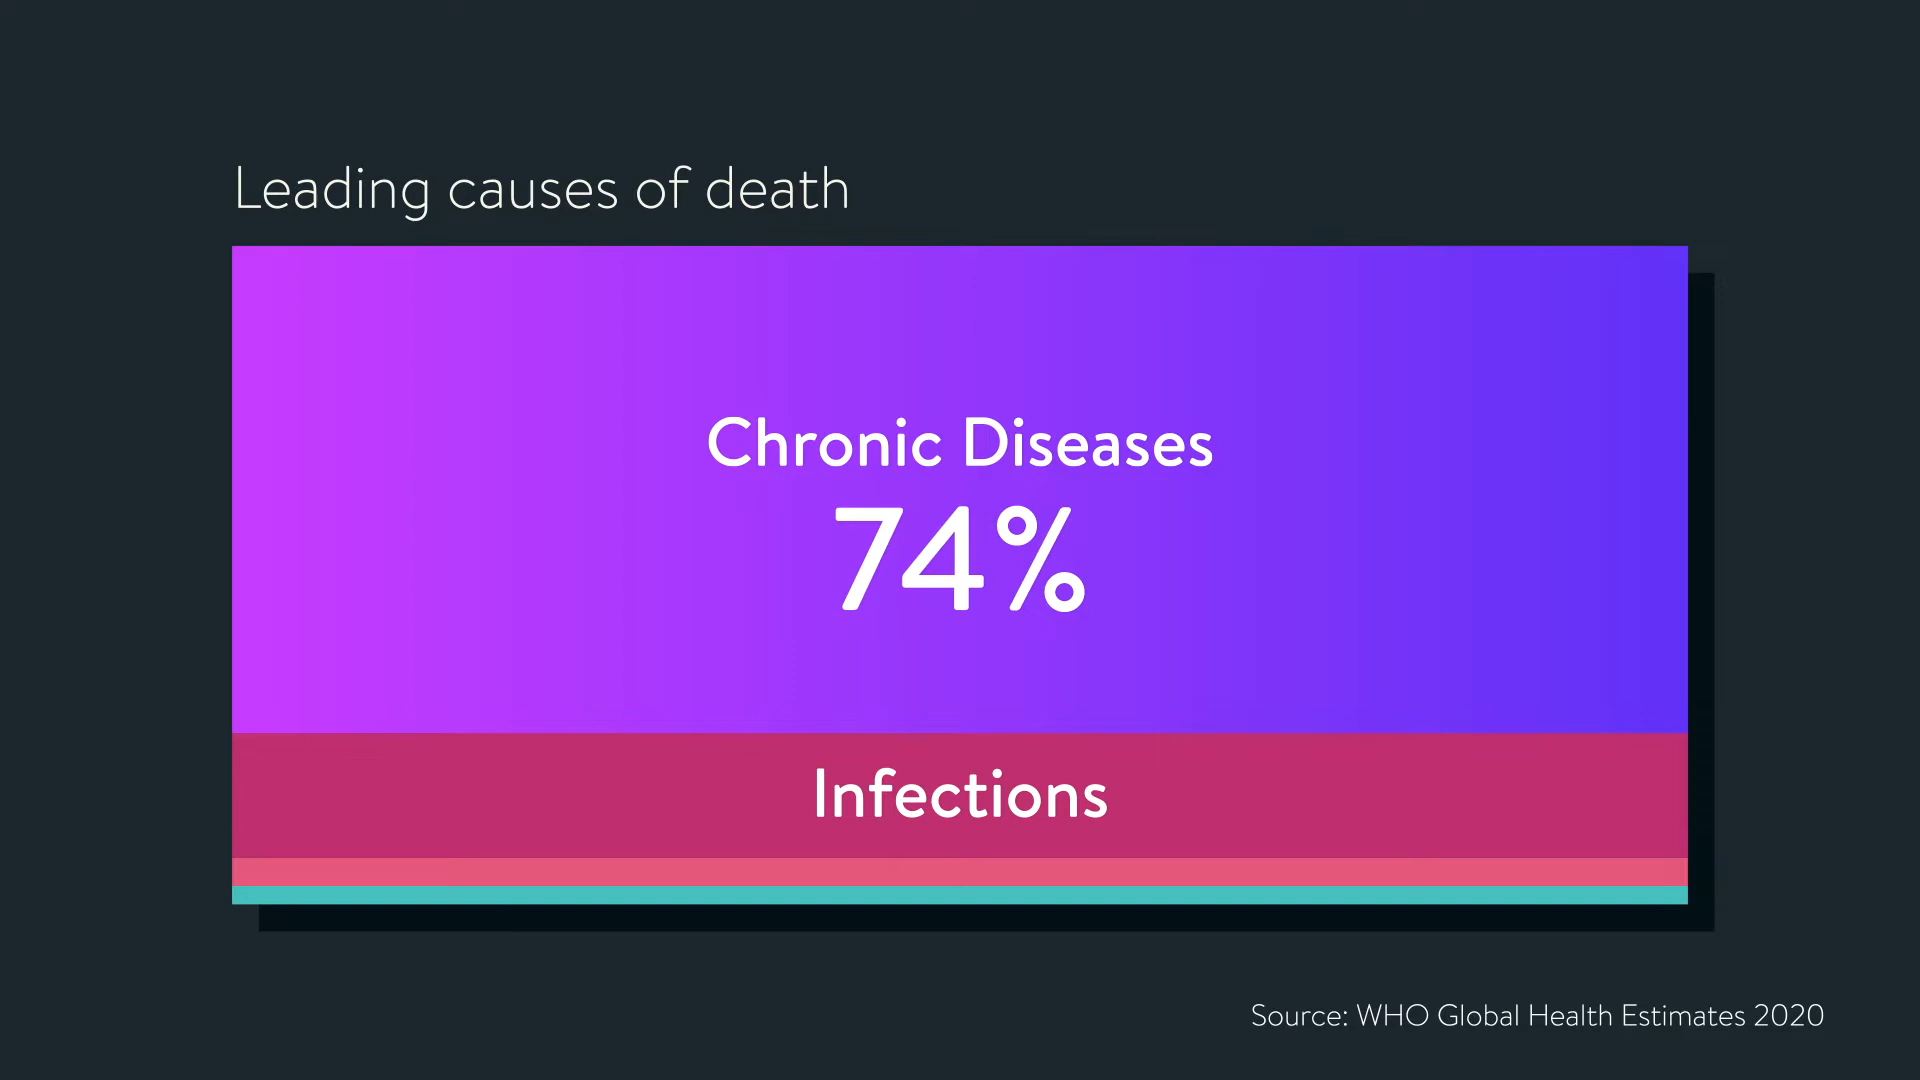 Leading causes of death
Chronic Diseases
74%
Infections
Source: WHO Global Health Estimates 2020